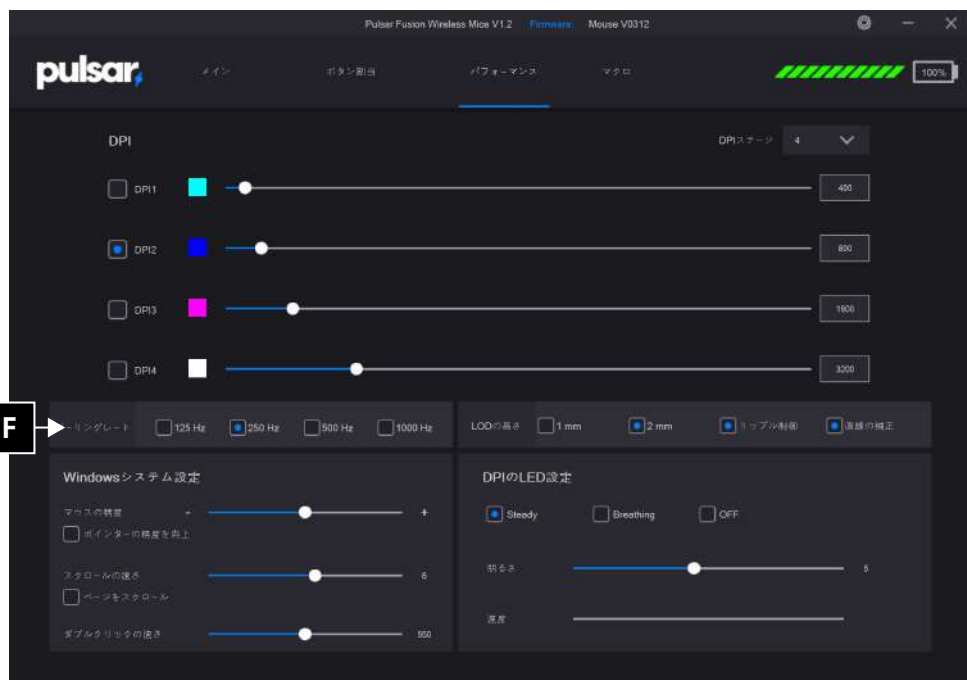 Pulsar Fusion Wireless Mice V1.2 Firmware Mouse V0312
pulsar メイン ボタン割当 パフォーマンス マクロ 100%
DPI DPIステージ 4
DPI1 400
DPI2 800
DPI3 1600
DPI4 3200
F ーリングレート 125 Hz 250 Hz 500 Hz 1000 Hz LODの高さ 1 mm 2 mm リップル制御 直線の補正
Windowsシステム設定 DPIのLED設定
マウスの精度 - +
Steady Breathing OFF
ポインターの精度を向上
明るさ 5
スクロールの速さ 6
ページをスクロール
速度
ダブルクリックの速さ 550